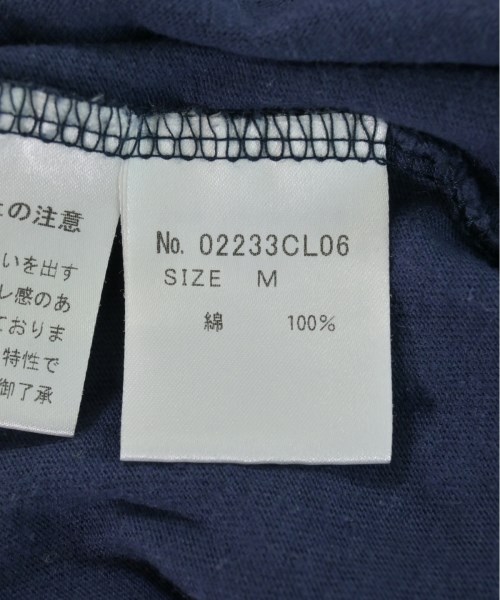 の注意
いを出す
レ感のあ
ておりま
特性で
御了承
No. 02233CL06
SIZE M
綿 100%